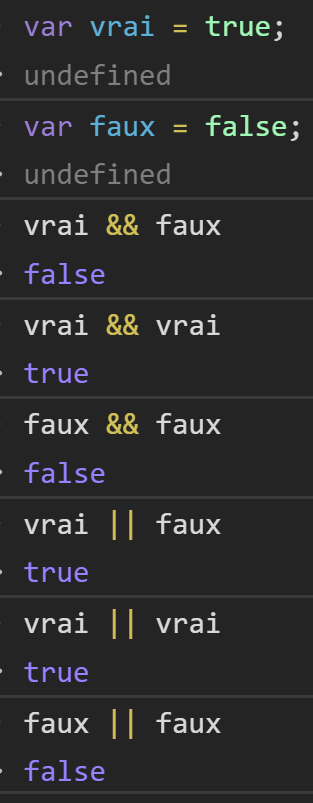 var vrai = true;
undefined
var faux = false;
undefined
vrai && faux
false
vrai && vrai
true
faux && faux
false
vrai || faux
true
vrai || vrai
true
faux || faux
false